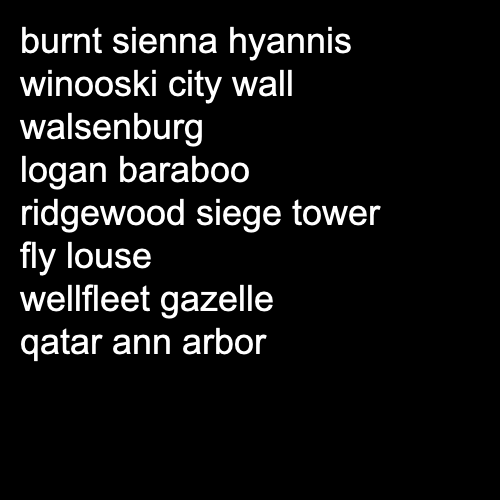 burnt sienna hyannis
winooski city wall
walsenburg
logan baraboo
ridgewood siege tower
fly louse
wellfleet gazelle
qatar ann arbor